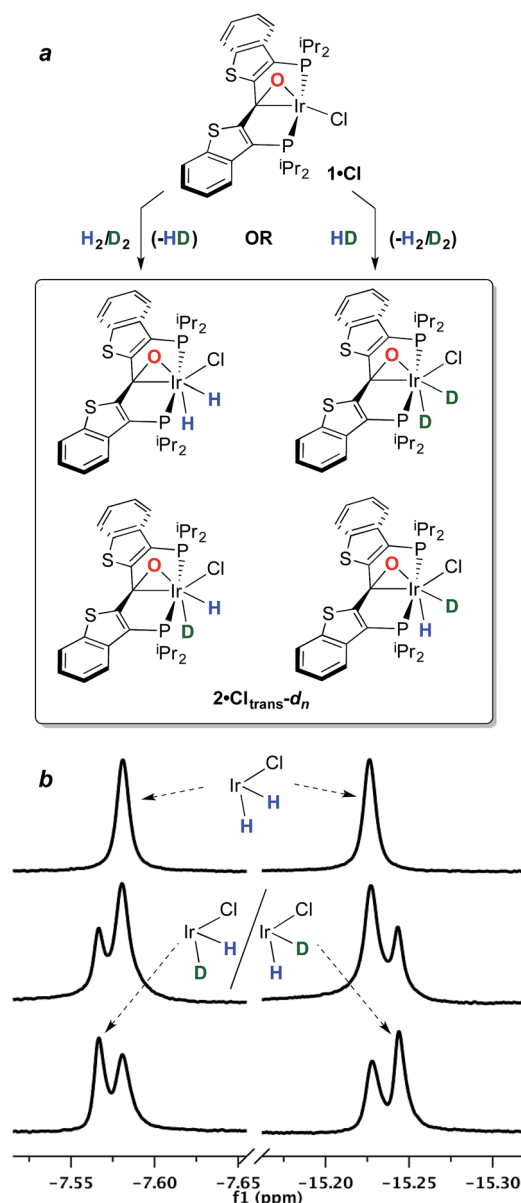 a
iPr2
S
P
O
Ir
Cl
S
P
iPr2
1•Cl
H2/D2 (-HD) OR HD (-H2/D2)
iPr2
S
P
Cl
O
Ir
H
S
H
P
iPr2
iPr2
S
P
Cl
O
Ir
D
S
D
P
iPr2
iPr2
S
P
Cl
O
Ir
H
S
D
P
iPr2
iPr2
S
P
Cl
O
Ir
D
S
H
P
iPr2
2•Cltrans-dn
b
Cl
Ir
H
H
Cl
Ir
H
D
Cl
Ir
D
H
−7.55 −7.60 −7.65 −15.20 −15.25 −15.30
f1 (ppm)